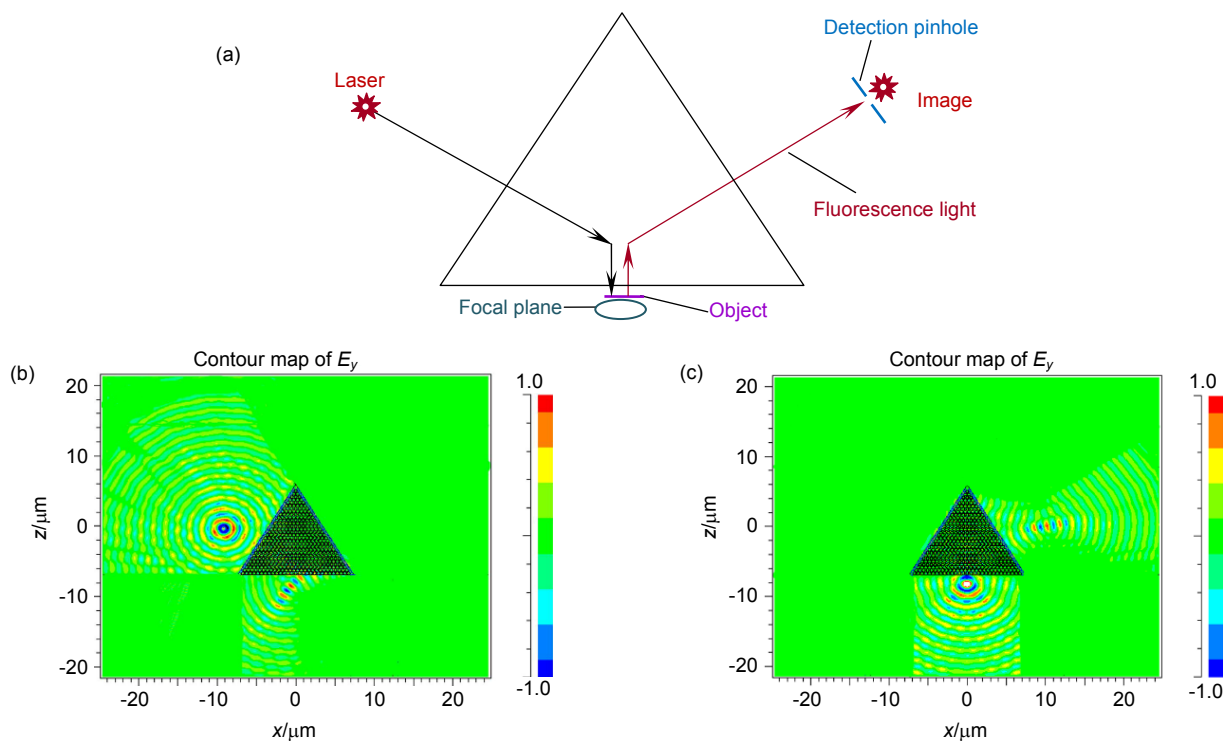 (a)
Detection pinhole
Laser
Image
Fluorescence light
Focal plane
Object
(b)
Contour map of Ey
1.0
20
10
0
-10
-20
z/μm
-1.0
-20
-10
0
10
20
x/μm
(c)
Contour map of Ey
1.0
20
10
0
-10
-20
z/μm
-1.0
-20
-10
0
10
20
x/μm